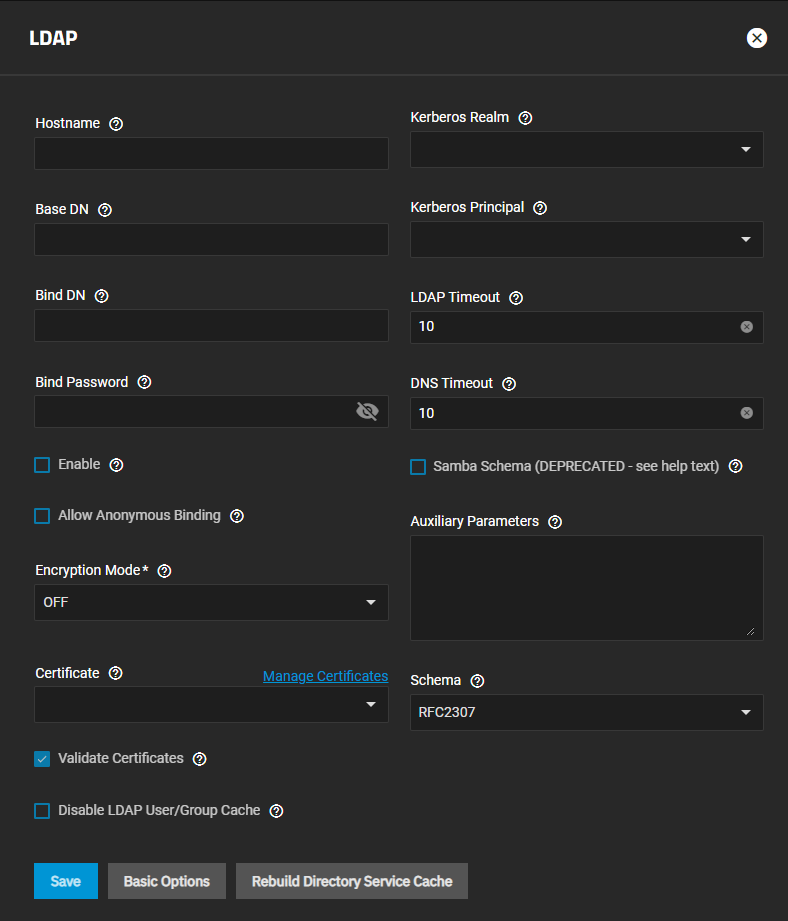 LDAP
Hostname
Base DN
Bind DN
Bind Password
Enable
Allow Anonymous Binding
Encryption Mode*
OFF
Certificate
Manage Certificates
Validate Certificates
Disable LDAP User/Group Cache
Kerberos Realm
Kerberos Principal
LDAP Timeout
10
DNS Timeout
10
Samba Schema (DEPRECATED - see help text)
Auxiliary Parameters
Schema
RFC2307
Save
Basic Options
Rebuild Directory Service Cache